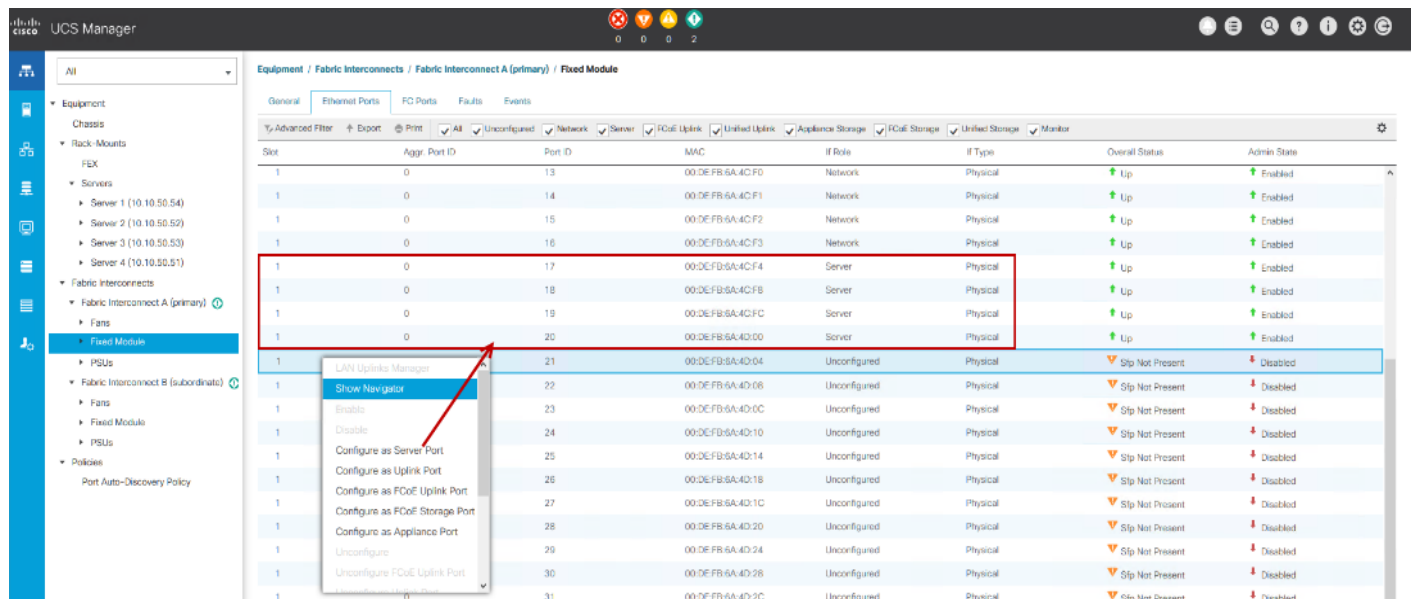 cisco UCS Manager
0 0 0 2
All
Equipment
Chassis
Rack-Mounts
FEX
Servers
Server 1 (10.10.50.54)
Server 2 (10.10.50.52)
Server 3 (10.10.50.53)
Server 4 (10.10.50.51)
Fabric Interconnects
Fabric Interconnect A (primary)
Fans
Fixed Module
PSUs
Fabric Interconnect B (subordinate)
Fans
Fixed Module
PSUs
Policies
Port Auto-Discovery Policy
Equipment / Fabric Interconnects / Fabric Interconnect A (primary) / Fixed Module
General Ethernet Ports FC Ports Faults Events
Advanced Filter Export Print All Unconfigured Network Server FCoE Uplink Unified Uplink Appliance Storage FCoE Storage Unified Storage Monitor
Slot Aggr. Port ID Port ID MAC If Role If Type Overall Status Admin State
1 0 13 00:DE:FB:6A:4C:F0 Network Physical Up Enabled
1 0 14 00:DE:FB:6A:4C:F1 Network Physical Up Enabled
1 0 15 00:DE:FB:6A:4C:F2 Network Physical Up Enabled
1 0 16 00:DE:FB:6A:4C:F3 Network Physical Up Enabled
1 0 17 00:DE:FB:6A:4C:F4 Server Physical Up Enabled
1 0 18 00:DE:FB:6A:4C:F8 Server Physical Up Enabled
1 0 19 00:DE:FB:6A:4C:FC Server Physical Up Enabled
1 0 20 00:DE:FB:6A:4D:00 Server Physical Up Enabled
1 21 00:DE:FB:6A:4D:04 Unconfigured Physical Sfp Not Present Disabled
1 22 00:DE:FB:6A:4D:08 Unconfigured Physical Sfp Not Present Disabled
1 23 00:DE:FB:6A:4D:0C Unconfigured Physical Sfp Not Present Disabled
1 24 00:DE:FB:6A:4D:10 Unconfigured Physical Sfp Not Present Disabled
1 25 00:DE:FB:6A:4D:14 Unconfigured Physical Sfp Not Present Disabled
1 26 00:DE:FB:6A:4D:18 Unconfigured Physical Sfp Not Present Disabled
1 27 00:DE:FB:6A:4D:1C Unconfigured Physical Sfp Not Present Disabled
1 28 00:DE:FB:6A:4D:20 Unconfigured Physical Sfp Not Present Disabled
1 29 00:DE:FB:6A:4D:24 Unconfigured Physical Sfp Not Present Disabled
1 30 00:DE:FB:6A:4D:28 Unconfigured Physical Sfp Not Present Disabled
1 0 31 00:DE:FB:6A:4D:2C Unconfigured Physical Sfp Not Present Disabled
LAN Uplinks Manager
Show Navigator
Enable
Disable
Configure as Server Port
Configure as Uplink Port
Configure as FCoE Uplink Port
Configure as FCoE Storage Port
Configure as Appliance Port
Unconfigure
Unconfigure FCoE Uplink Port